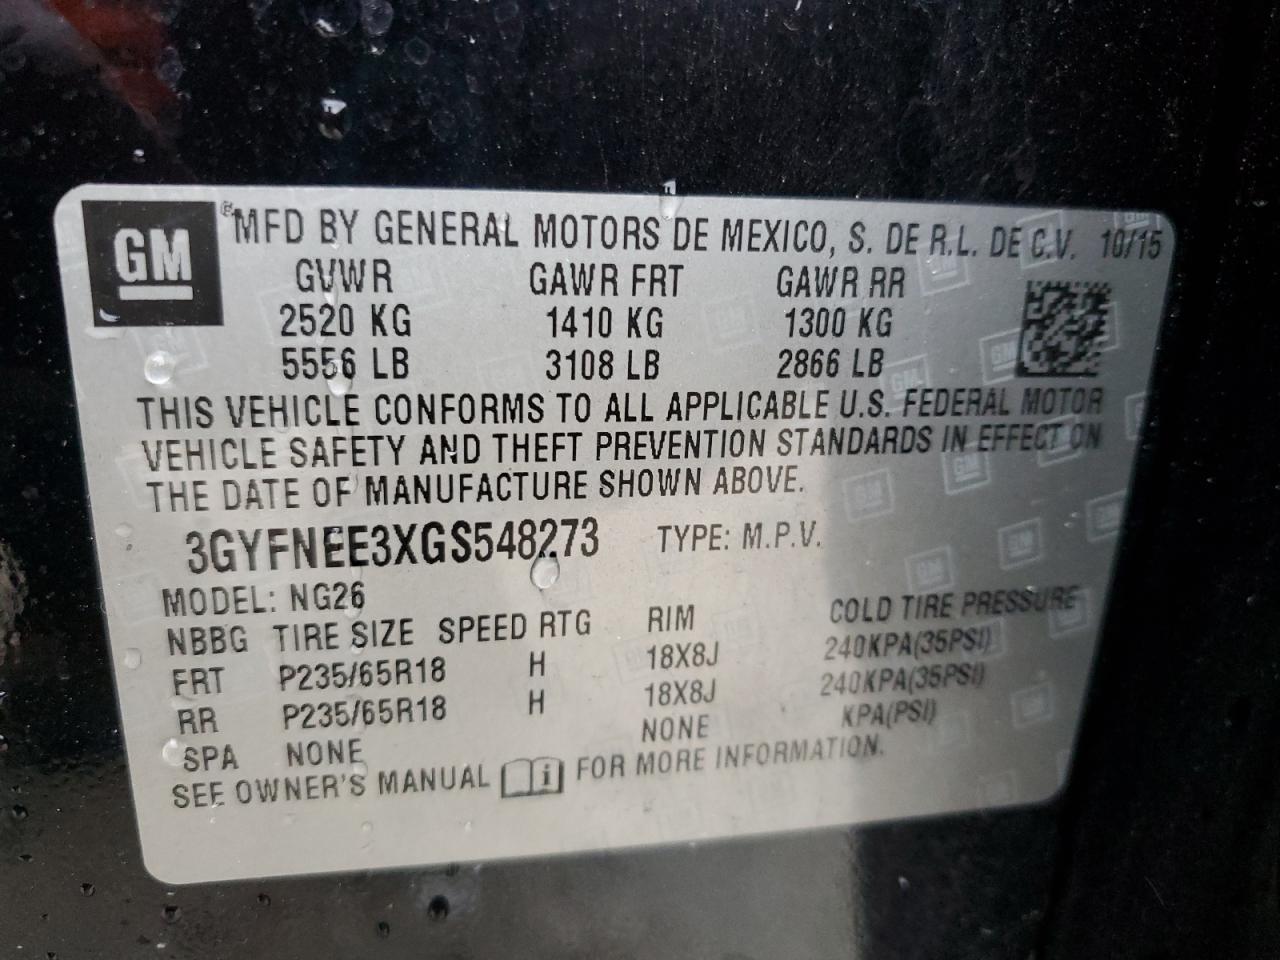 GM
® MFD BY GENERAL MOTORS DE MEXICO, S. DE R.L. DE C.V. 10/15
GVWR GAWR FRT GAWR RR
2520 KG 1410 KG 1300 KG
5556 LB 3108 LB 2866 LB
THIS VEHICLE CONFORMS TO ALL APPLICABLE U.S. FEDERAL MOTOR
VEHICLE SAFETY AND THEFT PREVENTION STANDARDS IN EFFECT ON
THE DATE OF MANUFACTURE SHOWN ABOVE.
3GYFNEE3XGS548273 TYPE: M.P.V.
MODEL: NG26
NBBG TIRE SIZE SPEED RTG RIM COLD TIRE PRESSURE
FRT P235/65R18 H 18X8J 240KPA(35PSI)
RR P235/65R18 H 18X8J 240KPA(35PSI)
SPA NONE NONE KPA(PSI)
SEE OWNER'S MANUAL i FOR MORE INFORMATION.